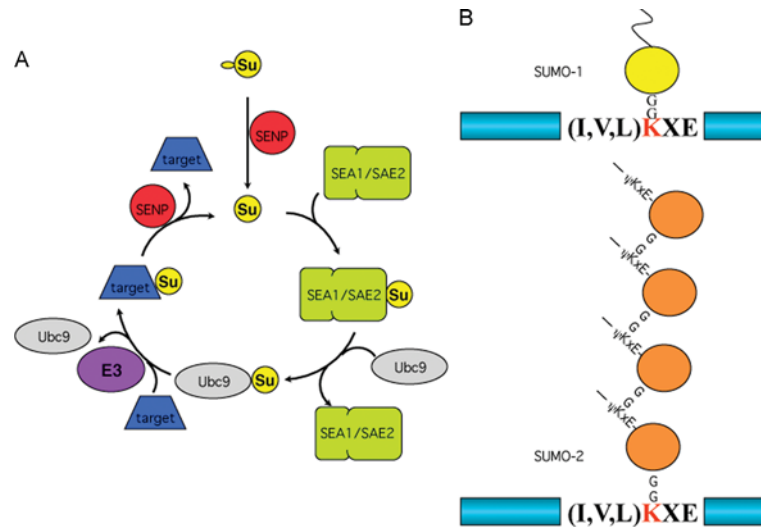 A
Su
SENP
target
SEA1/SAE2
SENP
Su
target Su
SEA1/SAE2 Su
Ubc9
E3
Ubc9 Su
Ubc9
target
SEA1/SAE2
B
SUMO-1
G
G
(I,V,L)KXE
ψKxE
G
G
ψKxE
G
G
ψKxE
G
G
ψKxE
SUMO-2
G
G
(I,V,L)KXE